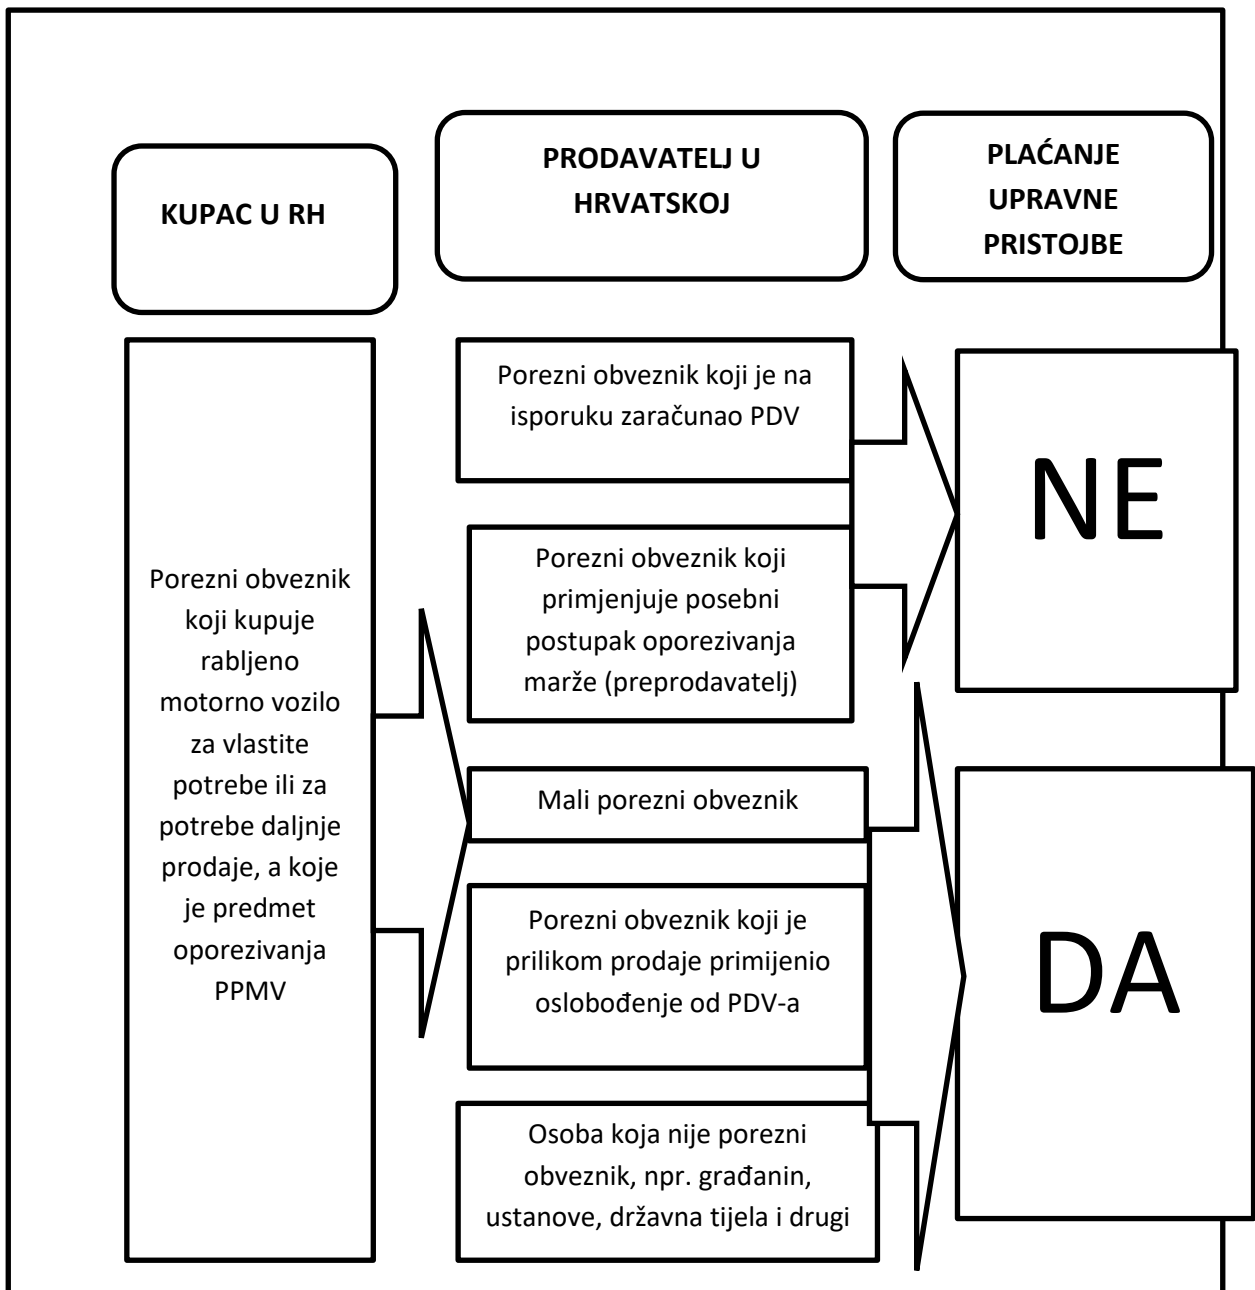 KUPAC U RH
PRODAVATELJ U
HRVATSKOJ
PLAĆANJE
UPRAVNE
PRISTOJBE
Porezni obveznik
koji kupuje
rabljeno
motorno vozilo
za vlastite
potrebe ili za
potrebe daljnje
prodaje, a koje
je predmet
oporezivanja
PPMV
Porezni obveznik koji je na
isporuku zaračunao PDV
Porezni obveznik koji
primjenjuje posebni
postupak oporezivanja
marže (preprodavatelj)
Mali porezni obveznik
Porezni obveznik koji je
prilikom prodaje primijenio
oslobođenje od PDV-a
Osoba koja nije porezni
obveznik, npr. građanin,
ustanove, državna tijela i drugi
NE
DA